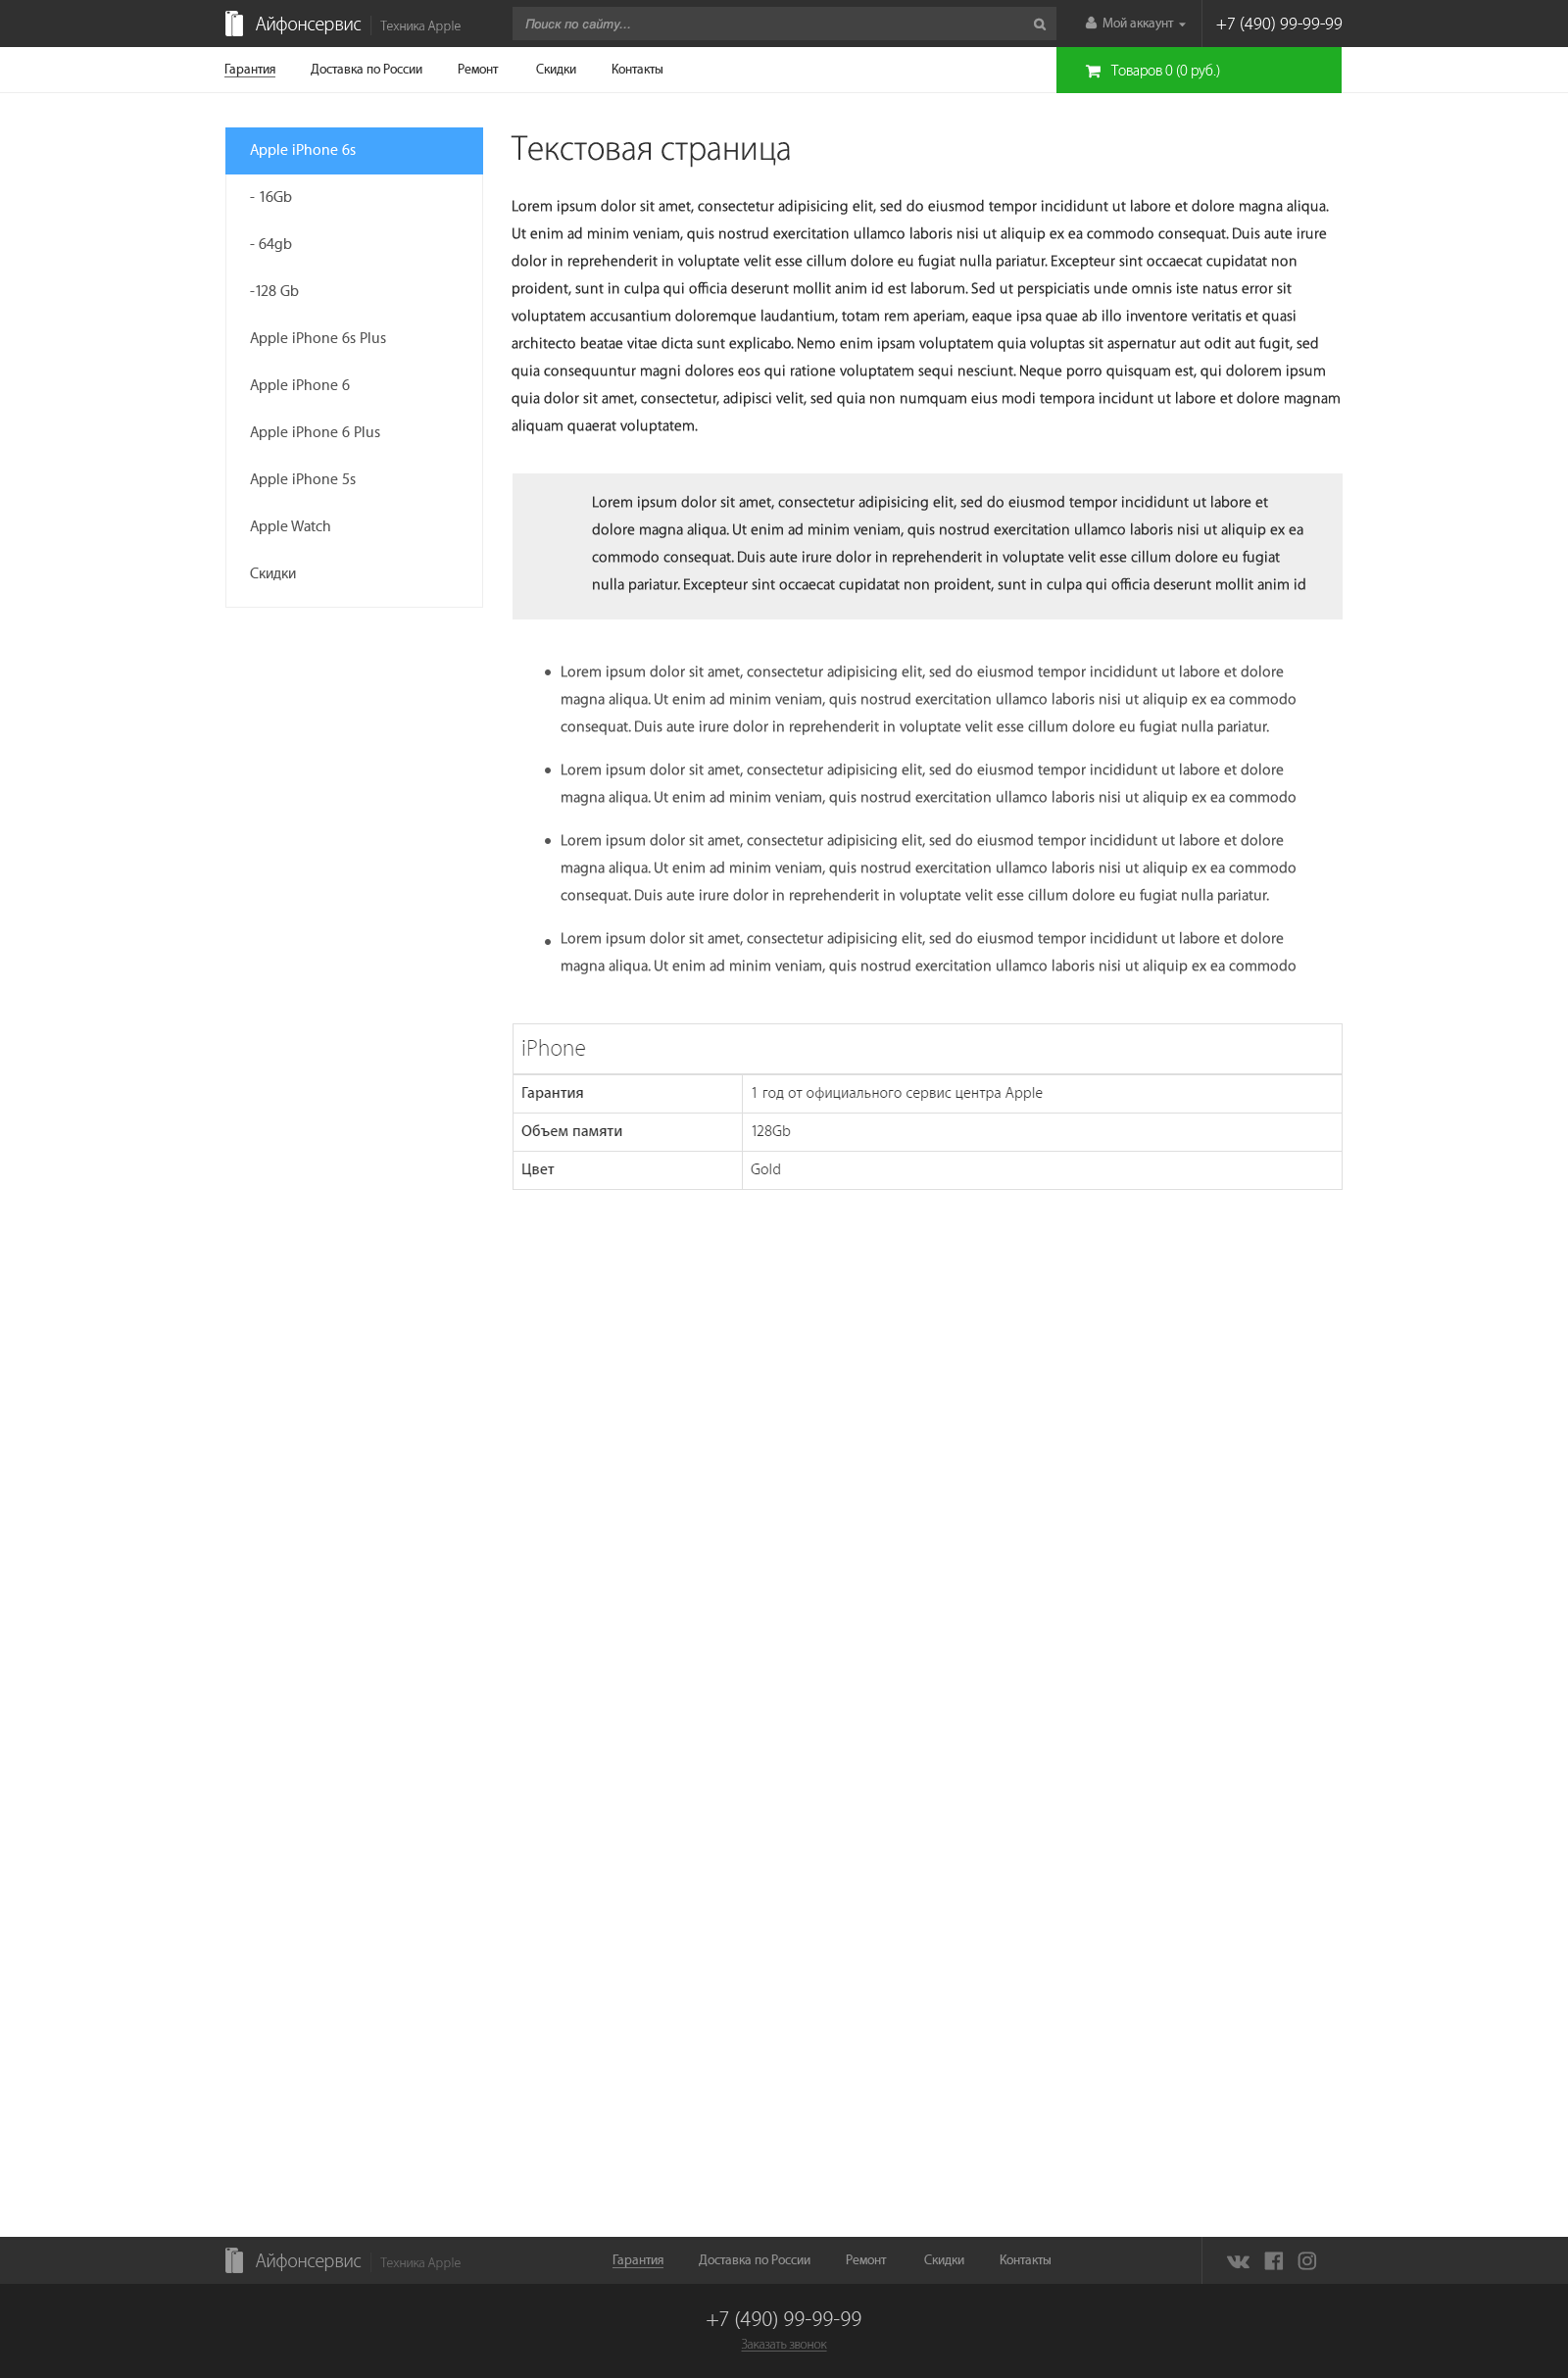 Айфонсервис Техника Apple Поиск по сайту... Мой аккаунт +7 (490) 99-99-99
Гарантия Доставка по России Ремонт Скидки Контакты Товаров 0 (0 руб.)
Apple iPhone 6s
- 16Gb
- 64gb
-128 Gb
Apple iPhone 6s Plus
Apple iPhone 6
Apple iPhone 6 Plus
Apple iPhone 5s
Apple Watch
Скидки
Текстовая страница
Lorem ipsum dolor sit amet, consectetur adipisicing elit, sed do eiusmod tempor incididunt ut labore et dolore magna aliqua.
Ut enim ad minim veniam, quis nostrud exercitation ullamco laboris nisi ut aliquip ex ea commodo consequat. Duis aute irure
dolor in reprehenderit in voluptate velit esse cillum dolore eu fugiat nulla pariatur. Excepteur sint occaecat cupidatat non
proident, sunt in culpa qui officia deserunt mollit anim id est laborum. Sed ut perspiciatis unde omnis iste natus error sit
voluptatem accusantium doloremque laudantium, totam rem aperiam, eaque ipsa quae ab illo inventore veritatis et quasi
architecto beatae vitae dicta sunt explicabo. Nemo enim ipsam voluptatem quia voluptas sit aspernatur aut odit aut fugit, sed
quia consequuntur magni dolores eos qui ratione voluptatem sequi nesciunt. Neque porro quisquam est, qui dolorem ipsum
quia dolor sit amet, consectetur, adipisci velit, sed quia non numquam eius modi tempora incidunt ut labore et dolore magnam
aliquam quaerat voluptatem.
Lorem ipsum dolor sit amet, consectetur adipisicing elit, sed do eiusmod tempor incididunt ut labore et
dolore magna aliqua. Ut enim ad minim veniam, quis nostrud exercitation ullamco laboris nisi ut aliquip ex ea
commodo consequat. Duis aute irure dolor in reprehenderit in voluptate velit esse cillum dolore eu fugiat
nulla pariatur. Excepteur sint occaecat cupidatat non proident, sunt in culpa qui officia deserunt mollit anim id
• Lorem ipsum dolor sit amet, consectetur adipisicing elit, sed do eiusmod tempor incididunt ut labore et dolore
magna aliqua. Ut enim ad minim veniam, quis nostrud exercitation ullamco laboris nisi ut aliquip ex ea commodo
consequat. Duis aute irure dolor in reprehenderit in voluptate velit esse cillum dolore eu fugiat nulla pariatur.
• Lorem ipsum dolor sit amet, consectetur adipisicing elit, sed do eiusmod tempor incididunt ut labore et dolore
magna aliqua. Ut enim ad minim veniam, quis nostrud exercitation ullamco laboris nisi ut aliquip ex ea commodo
• Lorem ipsum dolor sit amet, consectetur adipisicing elit, sed do eiusmod tempor incididunt ut labore et dolore
magna aliqua. Ut enim ad minim veniam, quis nostrud exercitation ullamco laboris nisi ut aliquip ex ea commodo
consequat. Duis aute irure dolor in reprehenderit in voluptate velit esse cillum dolore eu fugiat nulla pariatur.
• Lorem ipsum dolor sit amet, consectetur adipisicing elit, sed do eiusmod tempor incididunt ut labore et dolore
magna aliqua. Ut enim ad minim veniam, quis nostrud exercitation ullamco laboris nisi ut aliquip ex ea commodo
iPhone
Гарантия 1 год от официального сервис центра Apple
Объем памяти 128Gb
Цвет Gold
Айфонсервис Техника Apple Гарантия Доставка по России Ремонт Скидки Контакты
+7 (490) 99-99-99
Заказать звонок